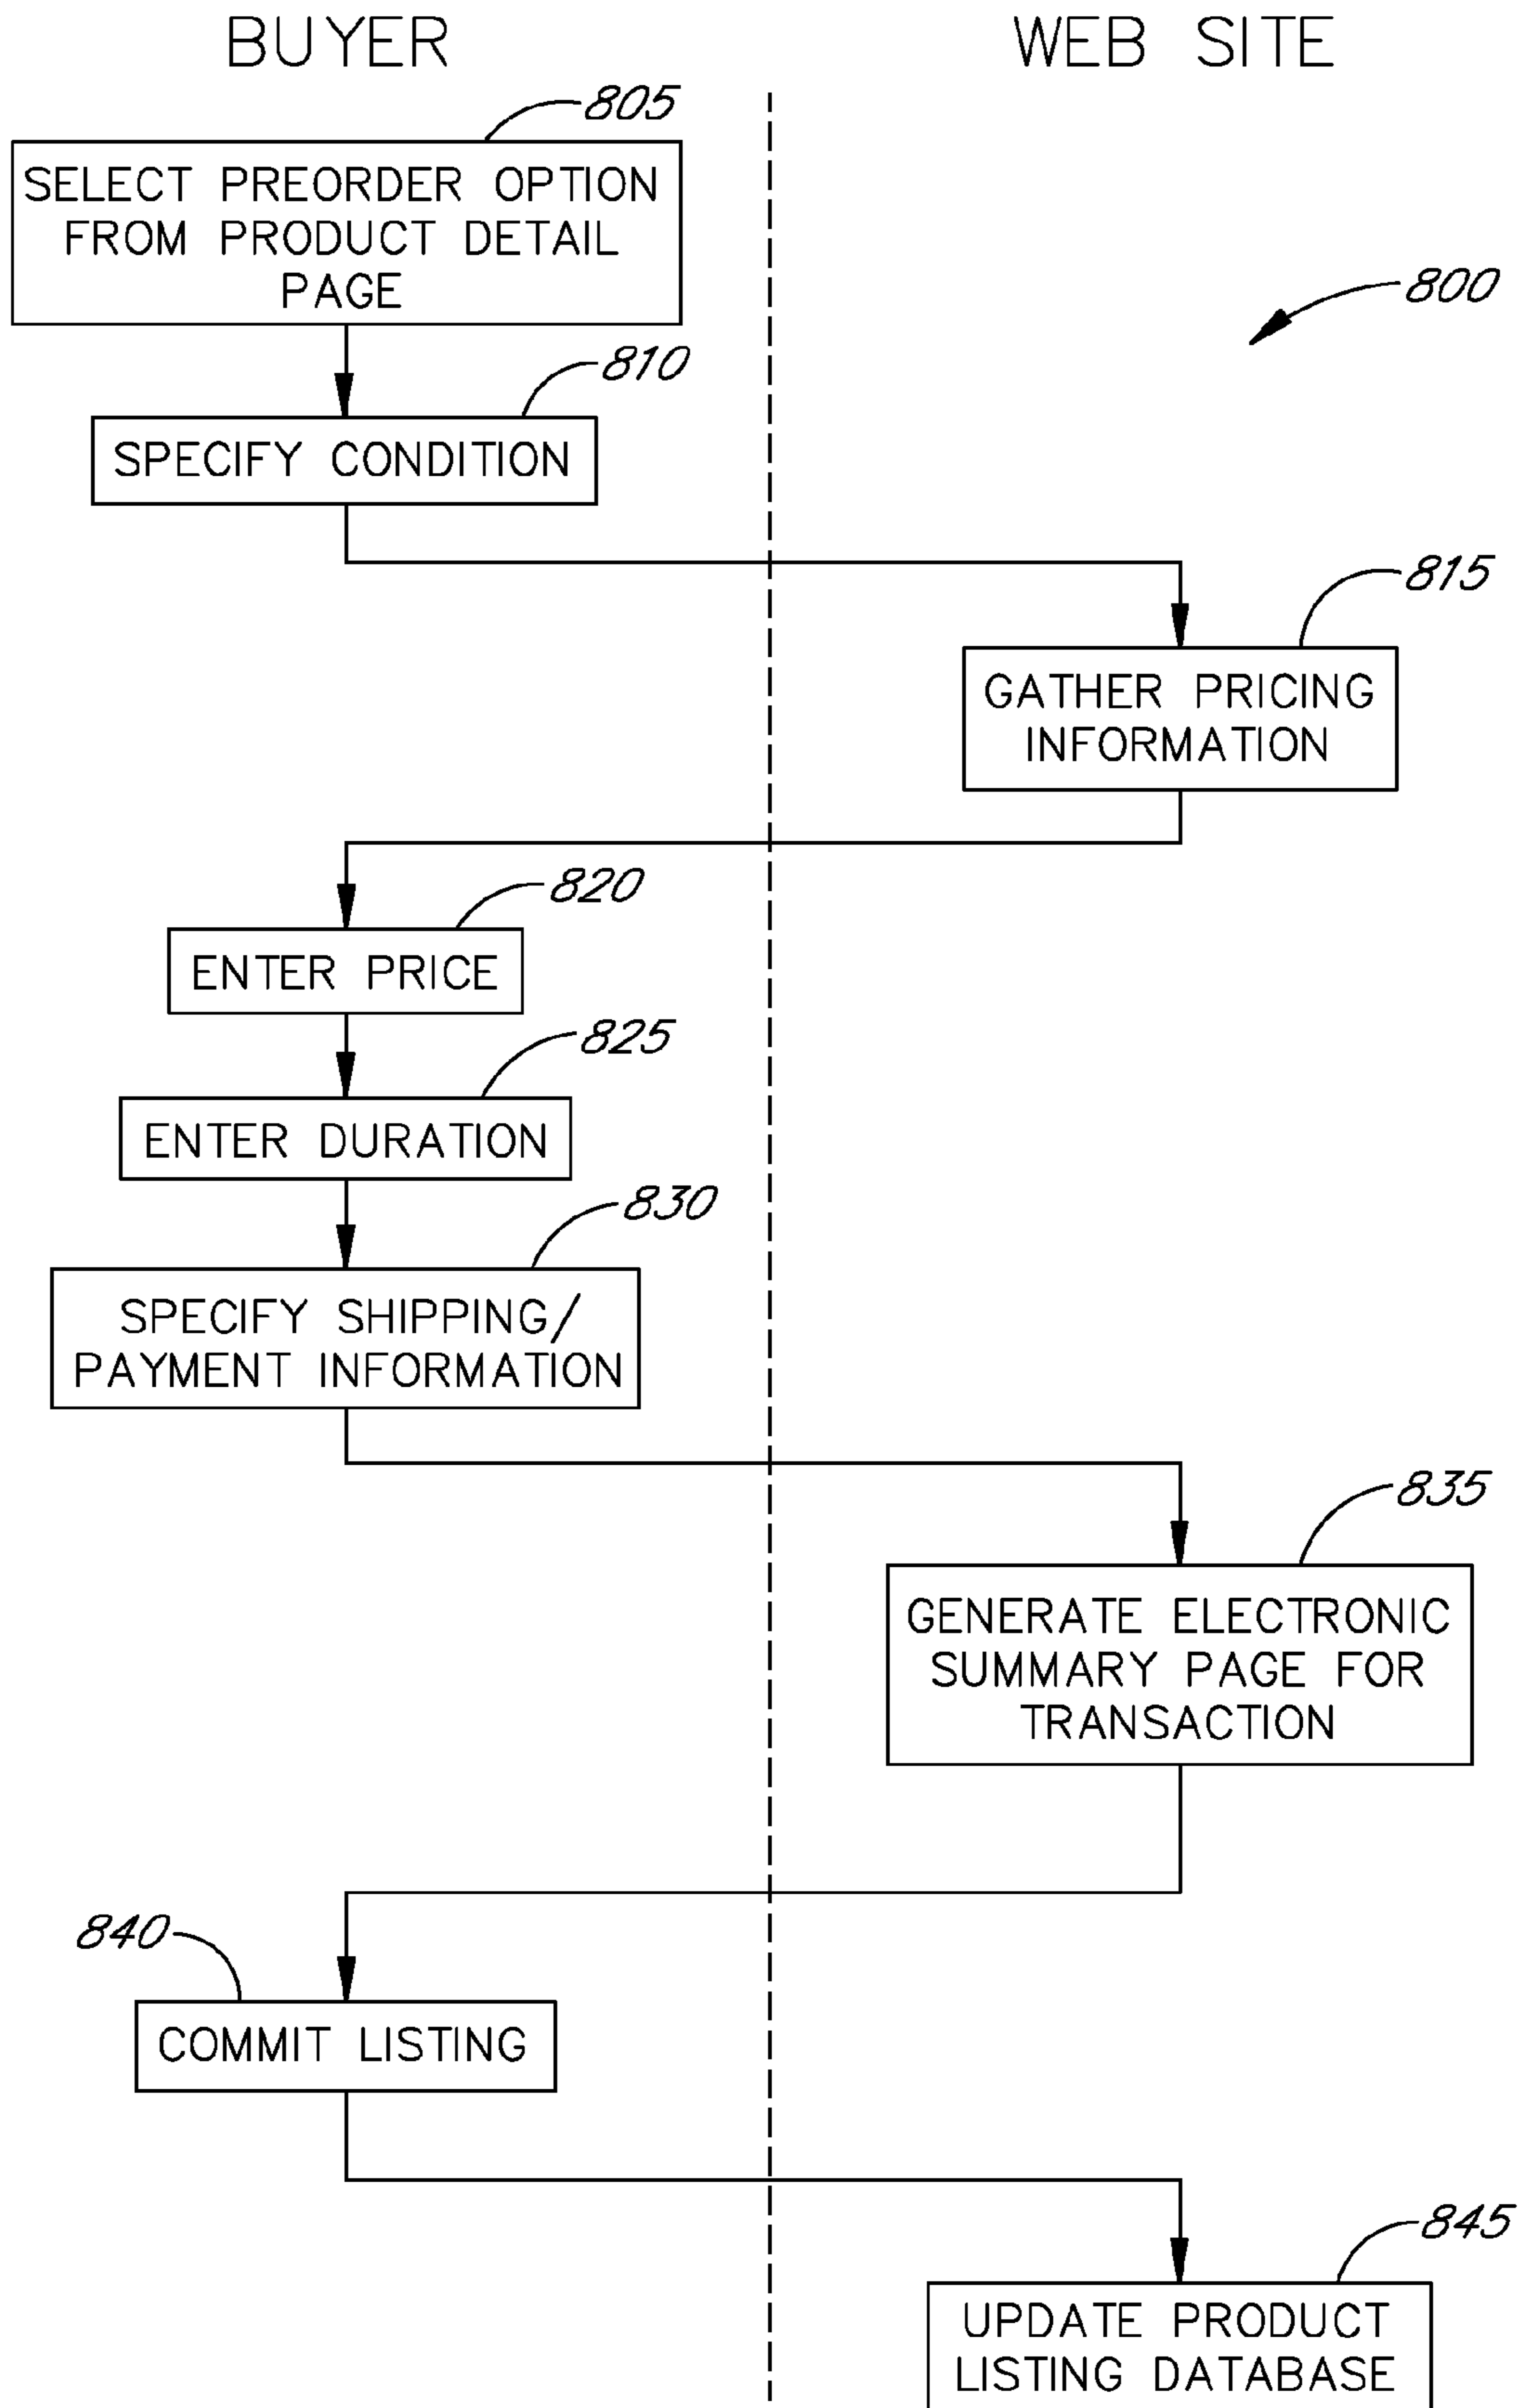 BUYER
WEB SITE
805
SELECT PREORDER OPTION
FROM PRODUCT DETAIL
PAGE
800
810
SPECIFY CONDITION
815
GATHER PRICING
INFORMATION
820
ENTER PRICE
825
ENTER DURATION
830
SPECIFY SHIPPING/
PAYMENT INFORMATION
835
GENERATE ELECTRONIC
SUMMARY PAGE FOR
TRANSACTION
840
COMMIT LISTING
845
UPDATE PRODUCT
LISTING DATABASE